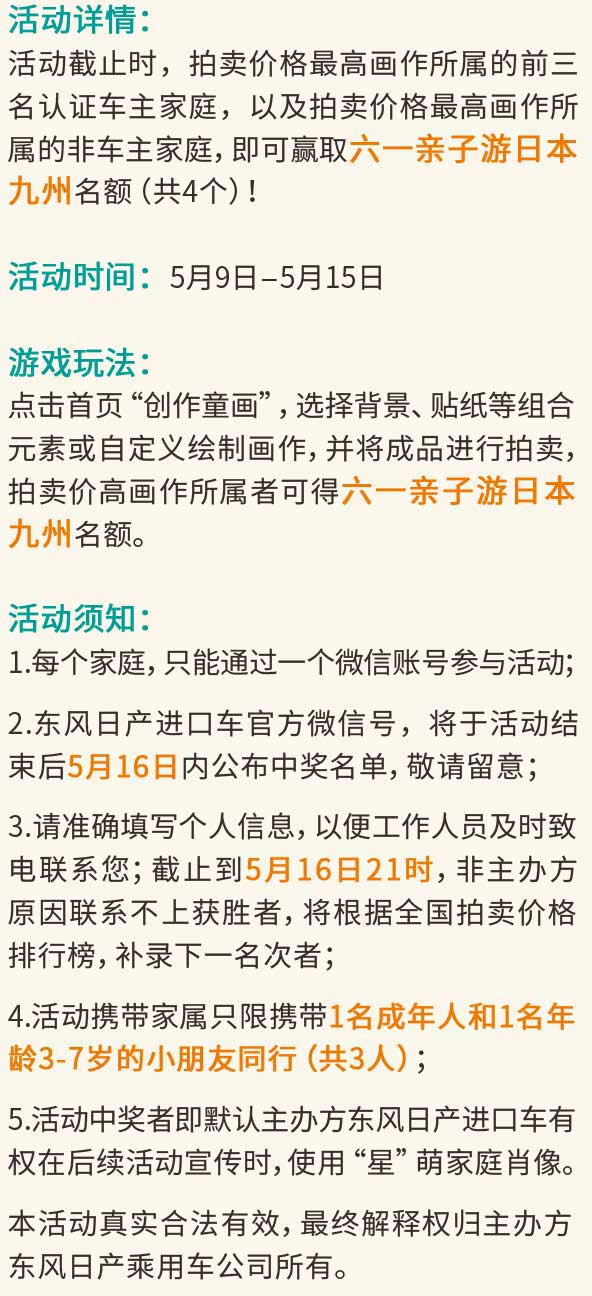 活动详情：
活动截止时，拍卖价格最高画作所属的前三
名认证车主家庭，以及拍卖价格最高画作所
属的非车主家庭，即可赢取六一亲子游日本
九州名额（共4个）！
活动时间：5月9日–5月15日
游戏玩法：
点击首页“创作童画”，选择背景、贴纸等组合
元素或自定义绘制画作，并将成品进行拍卖，
拍卖价高画作所属者可得六一亲子游日本
九州名额。
活动须知：
1.每个家庭，只能通过一个微信账号参与活动；
2.东风日产进口车官方微信号，将于活动结
束后5月16日内公布中奖名单，敬请留意；
3.请准确填写个人信息，以便工作人员及时致
电联系您；截止到5月16日21时，非主办方
原因联系不上获胜者，将根据全国拍卖价格
排行榜，补录下一名次者；
4.活动携带家属只限携带1名成年人和1名年
龄3-7岁的小朋友同行（共3人）；
5.活动中奖者即默认主办方东风日产进口车有
权在后续活动宣传时，使用“星”萌家庭肖像。
本活动真实合法有效，最终解释权归主办方
东风日产乘用车公司所有。